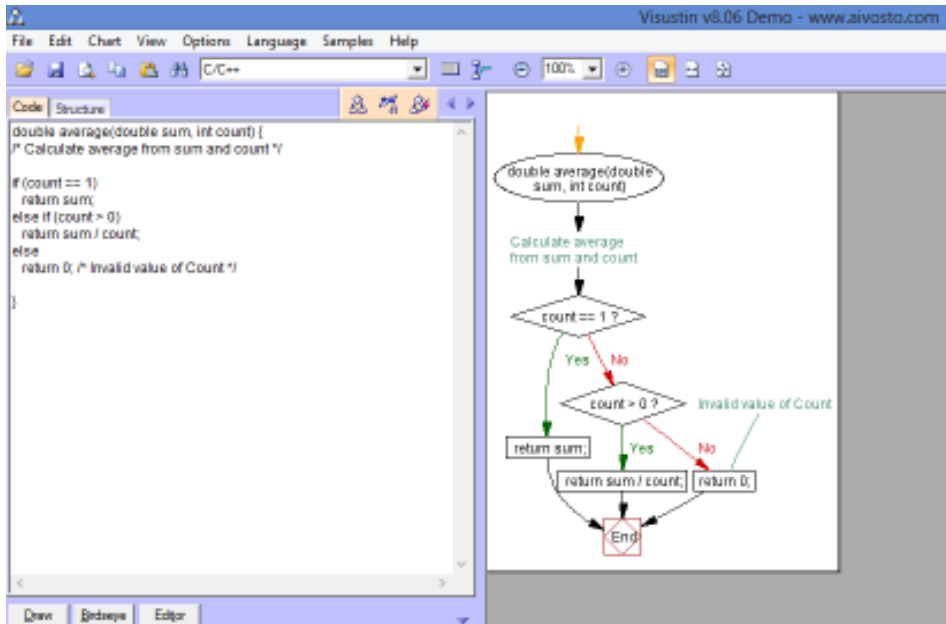 Visustin v8.06 Demo - www.aivosto.com
File Edit Chart View Options Language Samples Help
C/C++ 100%
Code Structure
double average(double sum, int count) {
/* Calculate average from sum and count */
if (count == 1)
return sum;
else if (count > 0)
return sum / count;
else
return 0; /* Invalid value of Count */
}
double average(double
sum, int count)
Calculate average
from sum and count
count == 1 ?
Yes No
count > 0 ? Invalid value of Count
return sum; Yes No
return sum / count; return 0;
End
Draw Birdseye Editor